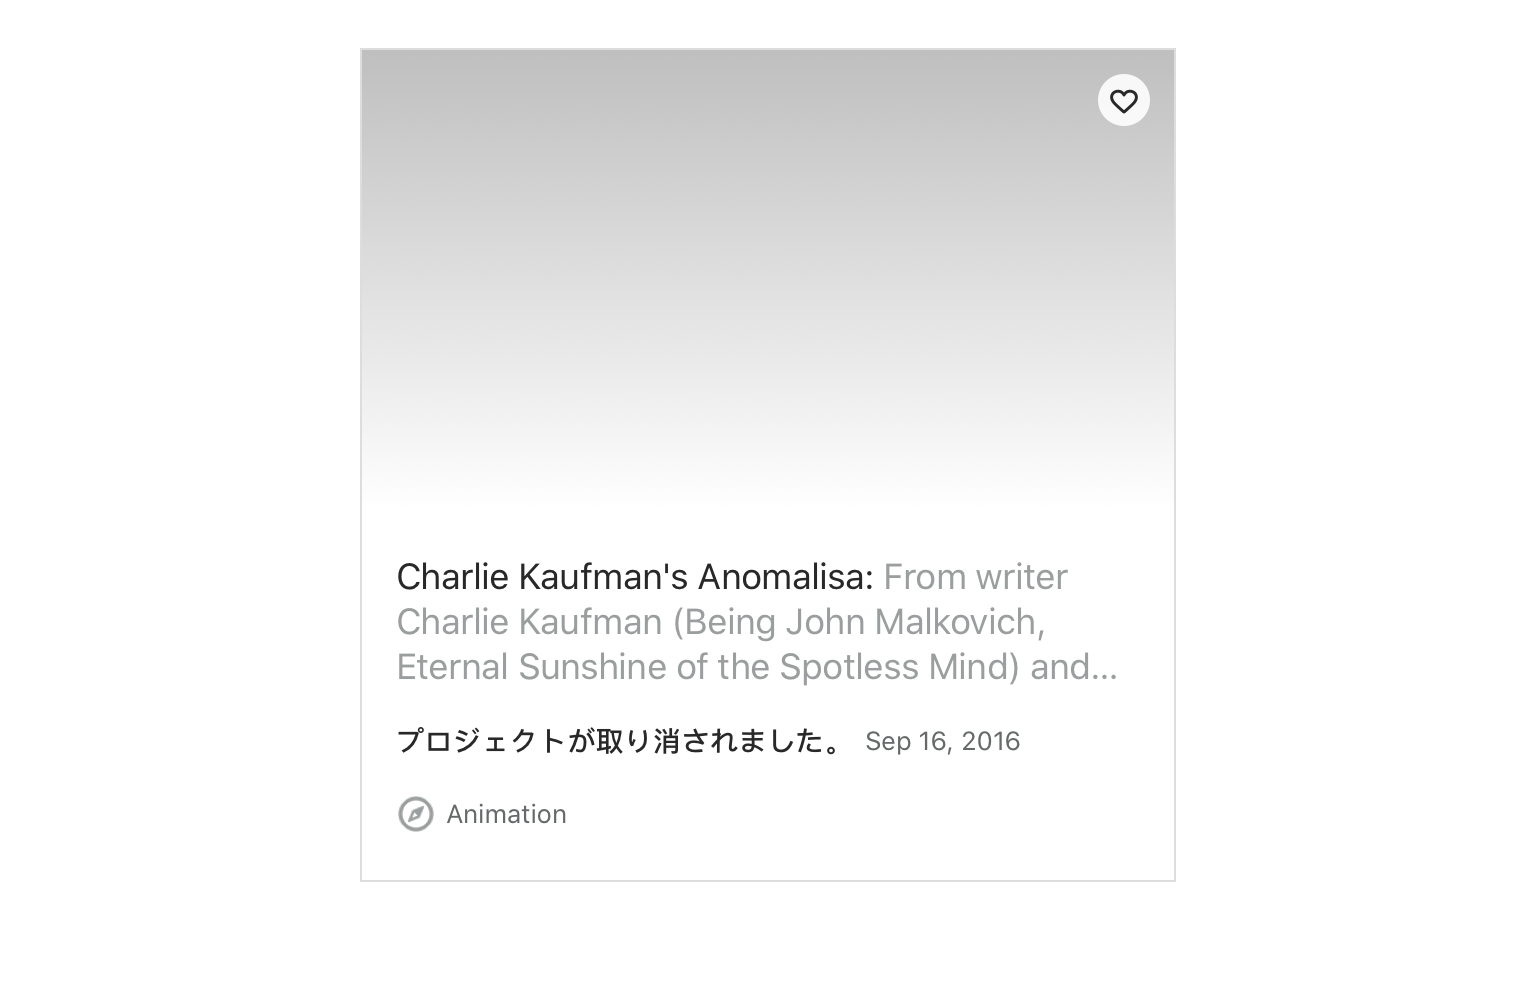 Charlie Kaufman's Anomalisa: From writer
Charlie Kaufman (Being John Malkovich,
Eternal Sunshine of the Spotless Mind) and...
プロジェクトが取り消されました。 Sep 16, 2016
Animation